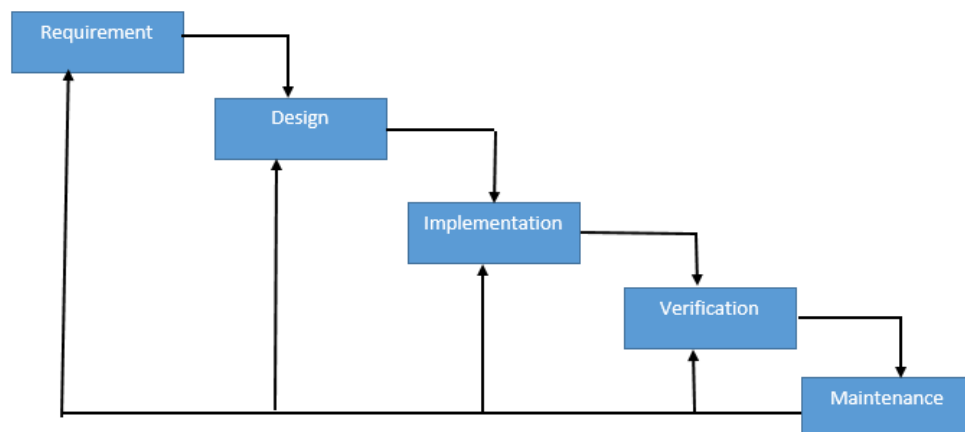 Requirement
Design
Implementation
Verification
Maintenance